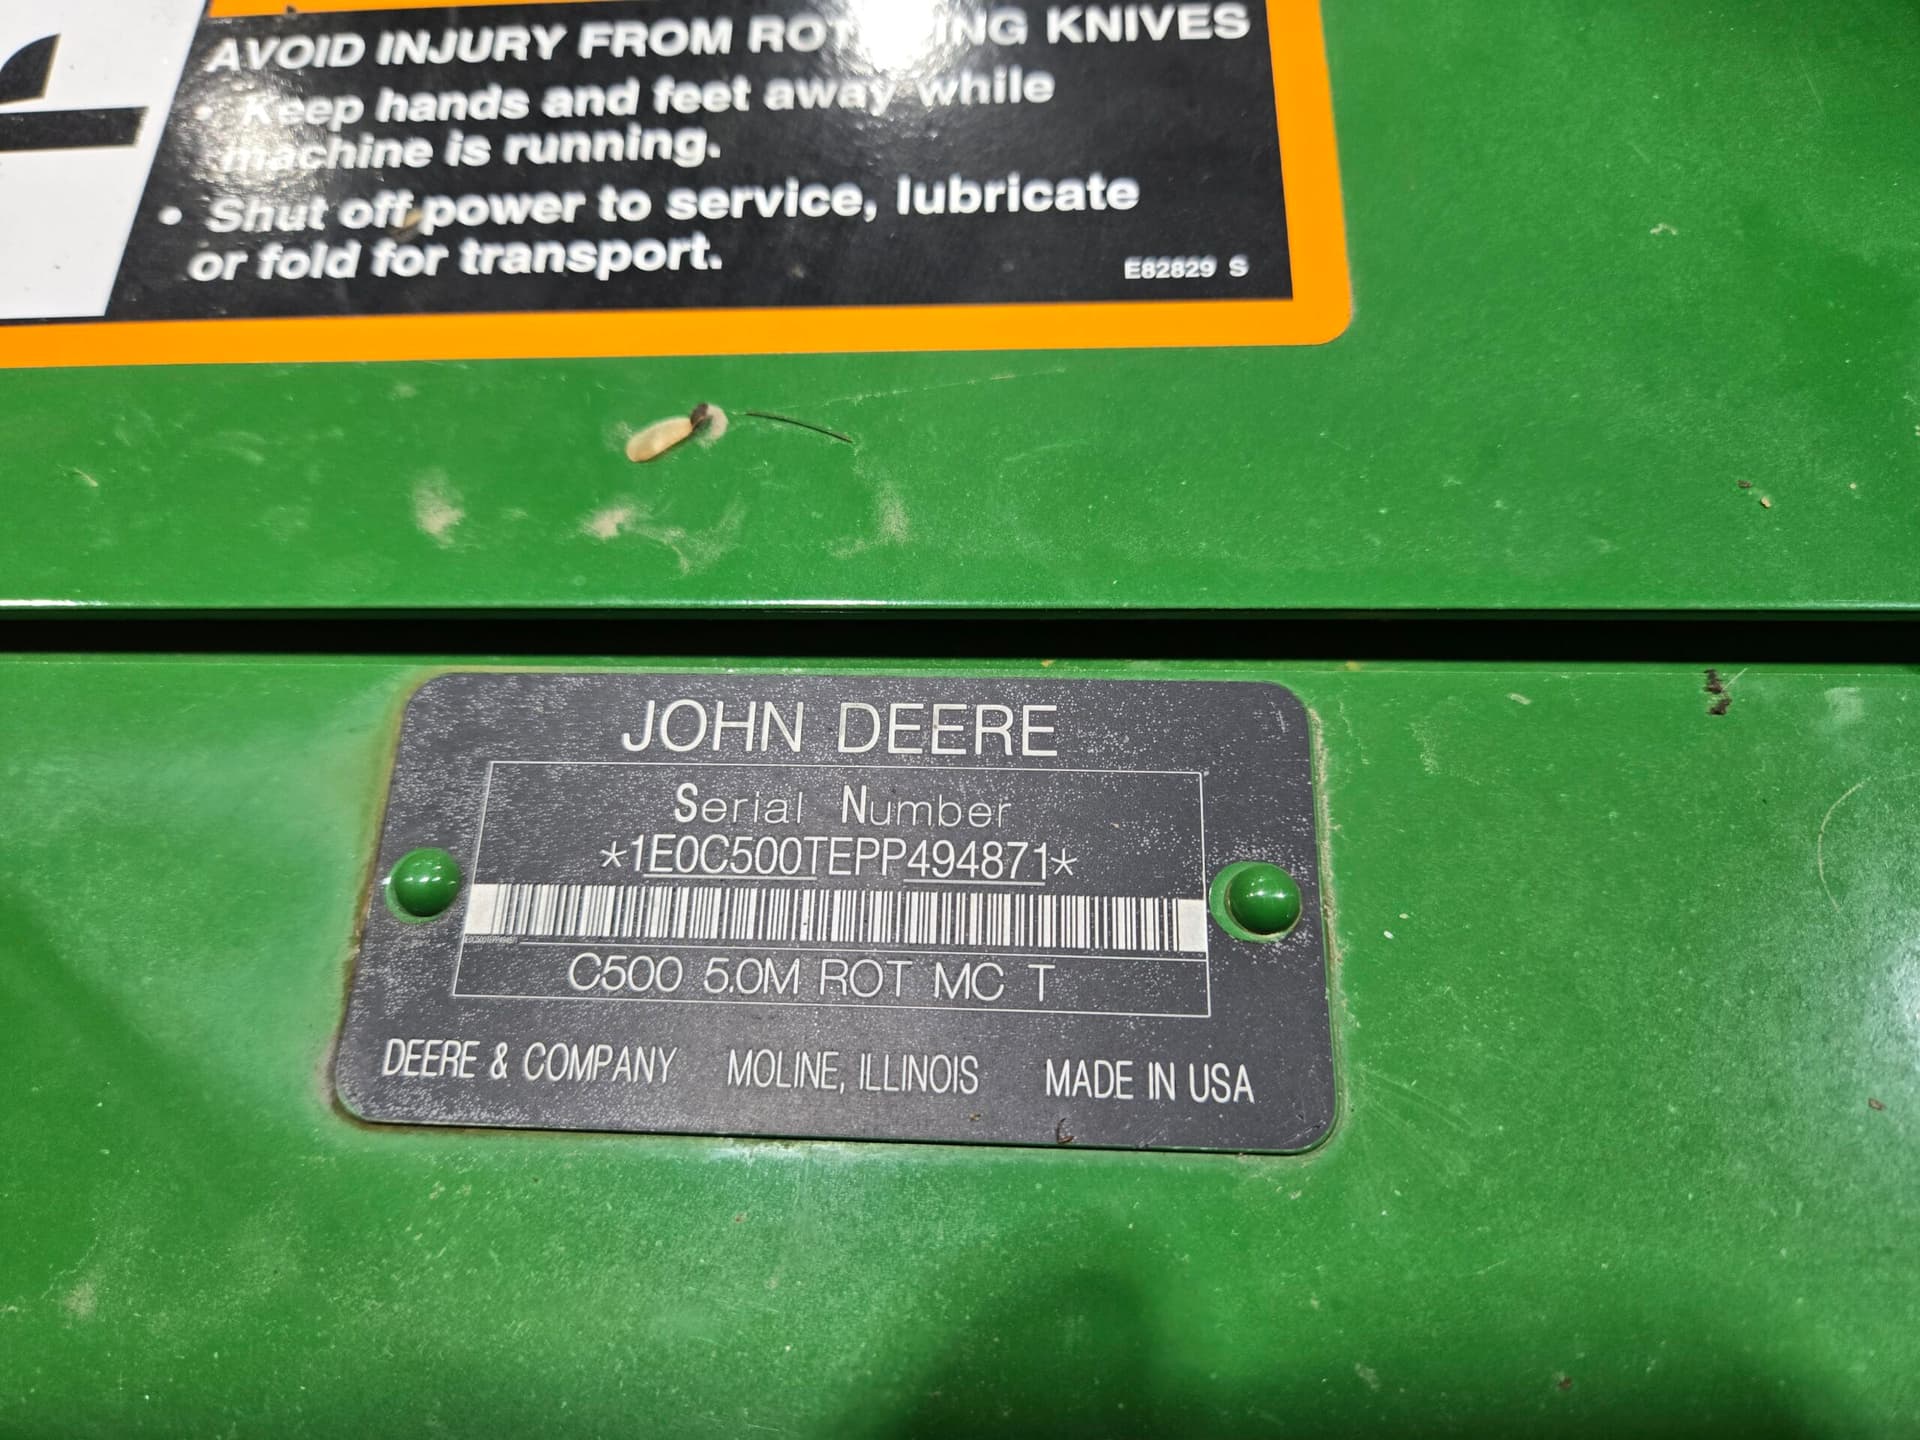 AVOID INJURY FROM KNIVES
• Keep hands and feet away while
machine is running.
• Shut off power to service, lubricate
or fold for transport.
E82829 S
JOHN DEERE
Serial Number
*1E0C500TEPP494871*
C500 5.0M ROT MC T
DEERE & COMPANY MOLINE, ILLINOIS MADE IN USA